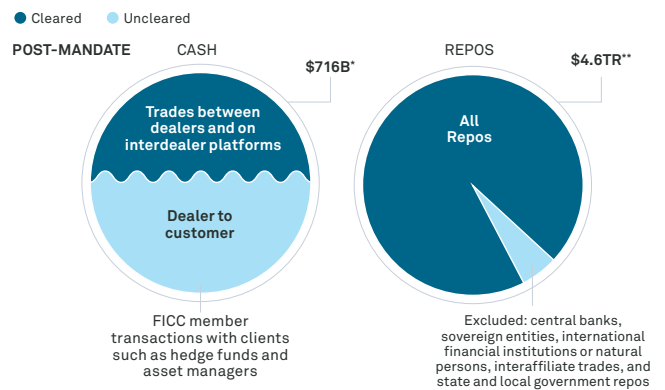 Cleared Uncleared
POST-MANDATE CASH
$716B*
Trades between
dealers and on
interdealer platforms
Dealer to
customer
FICC member
transactions with clients
such as hedge funds and
asset managers
REPOS
$4.6TR**
All
Repos
Excluded: central banks,
sovereign entities, international
financial institutions or natural
persons, interaffiliate trades, and
state and local government repos